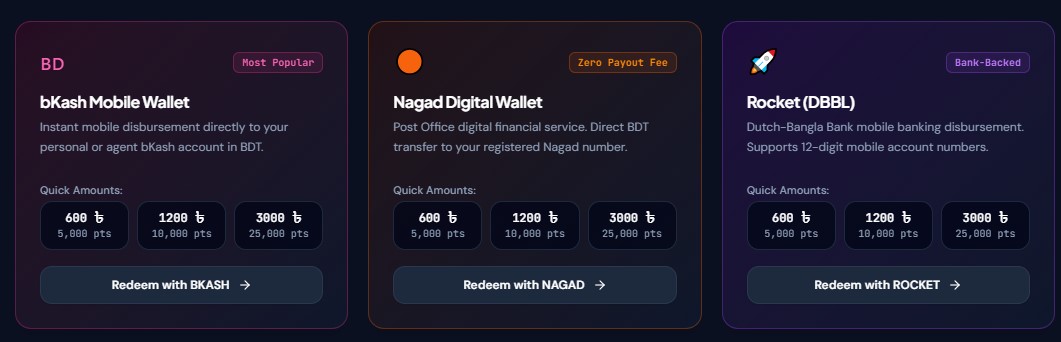 BD
Most Popular
bKash Mobile Wallet
Instant mobile disbursement directly to your
personal or agent bKash account in BDT.
Quick Amounts:
600 ৳ 1200 ৳ 3000 ৳
5,000 pts 10,000 pts 25,000 pts
Redeem with BKASH →
Zero Payout Fee
Nagad Digital Wallet
Post Office digital financial service. Direct BDT
transfer to your registered Nagad number.
Quick Amounts:
600 ৳ 1200 ৳ 3000 ৳
5,000 pts 10,000 pts 25,000 pts
Redeem with NAGAD →
Bank-Backed
Rocket (DBBL)
Dutch-Bangla Bank mobile banking disbursement.
Supports 12-digit mobile account numbers.
Quick Amounts:
600 ৳ 1200 ৳ 3000 ৳
5,000 pts 10,000 pts 25,000 pts
Redeem with ROCKET →